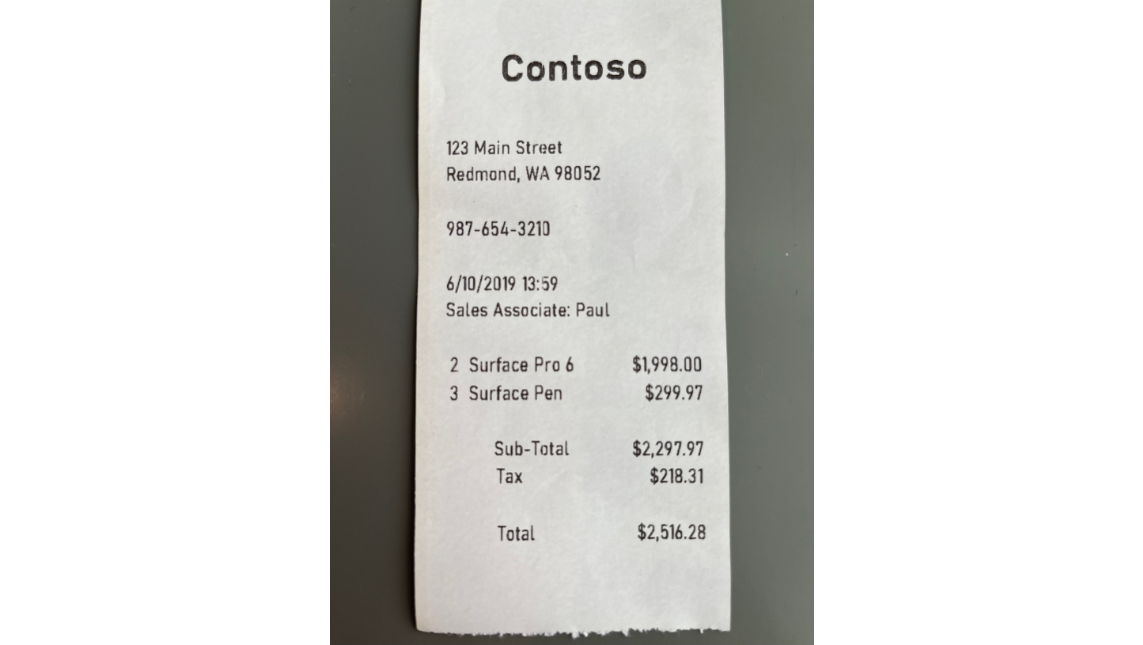 Contoso
123 Main Street
Redmond, WA 98052
987-654-3210
6/10/2019 13:59
Sales Associate: Paul
2 Surface Pro 6 $1,998.00
3 Surface Pen $299.97
Sub-Total $2,297.97
Tax $218.31
Total $2,516.28